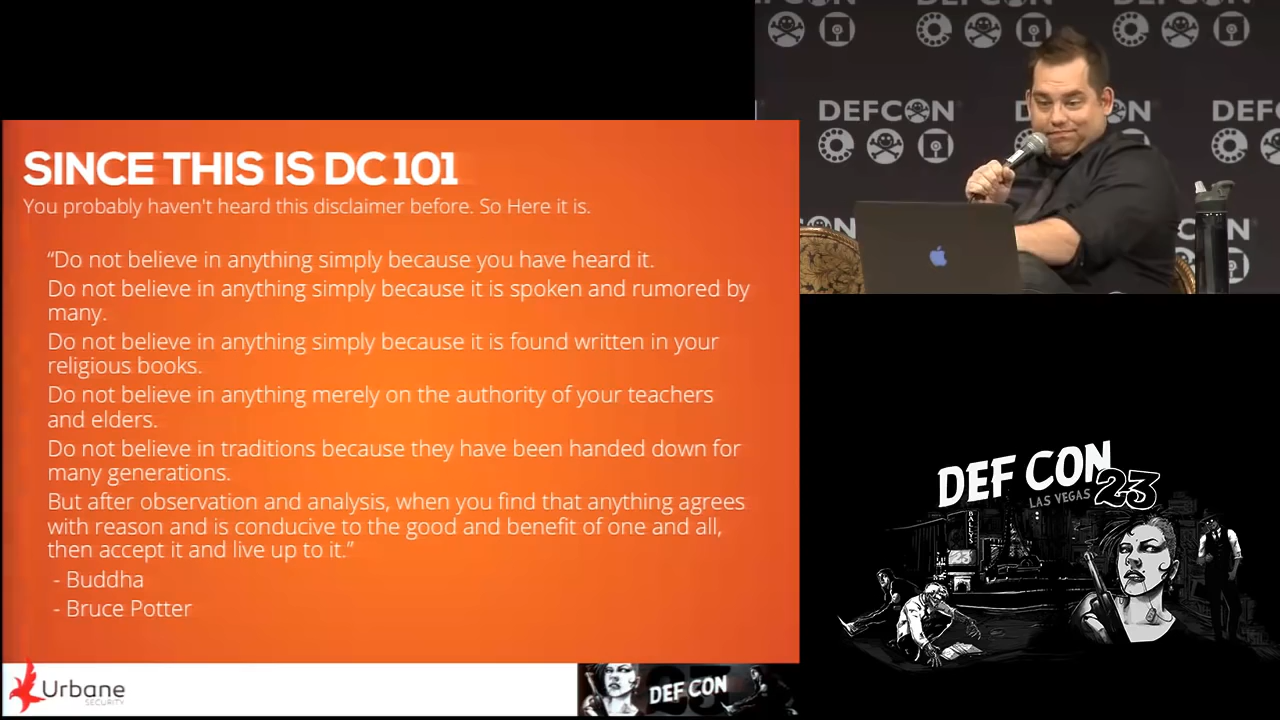 SINCE THIS IS DC 101
You probably haven't heard this disclaimer before. So Here it is.
“Do not believe in anything simply because you have heard it.
Do not believe in anything simply because it is spoken and rumored by
many.
Do not believe in anything simply because it is found written in your
religious books.
Do not believe in anything merely on the authority of your teachers
and elders.
Do not believe in traditions because they have been handed down for
many generations.
But after observation and analysis, when you find that anything agrees
with reason and is conducive to the good and benefit of one and all,
then accept it and live up to it.”
- Buddha
- Bruce Potter
Urbane
SECURITY
DEF CON
DEFCON
DEFCON
DEF
DEF CON 23
LAS VEGAS
BALLYS
23